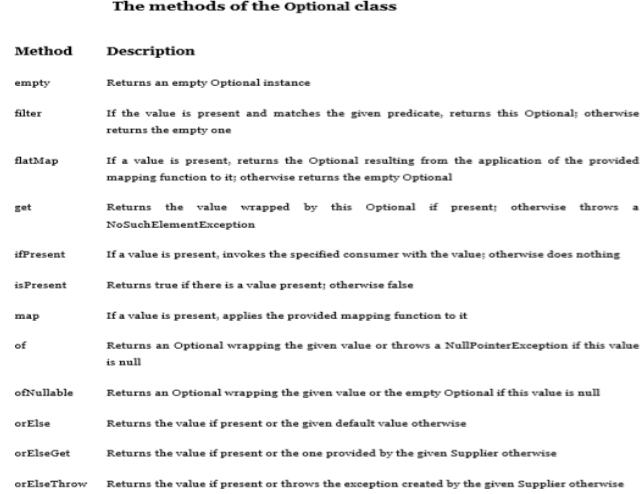 The methods of the Optional class
Method Description
empty Returns an empty Optional instance
filter If the value is present and matches the given predicate, returns this Optional; otherwise
returns the empty one
flatMap If a value is present, returns the Optional resulting from the application of the provided
mapping function to it; otherwise returns the empty Optional
get Returns the value wrapped by this Optional if present; otherwise throws a
NoSuchElementException
ifPresent If a value is present, invokes the specified consumer with the value; otherwise does nothing
isPresent Returns true if there is a value present; otherwise false
map If a value is present, applies the provided mapping function to it
of Returns an Optional wrapping the given value or throws a NullPointerException if this value
is null
ofNullable Returns an Optional wrapping the given value or the empty Optional if this value is null
orElse Returns the value if present or the given default value otherwise
orElseGet Returns the value if present or the one provided by the given Supplier otherwise
orElseThrow Returns the value if present or throws the exception created by the given Supplier otherwise